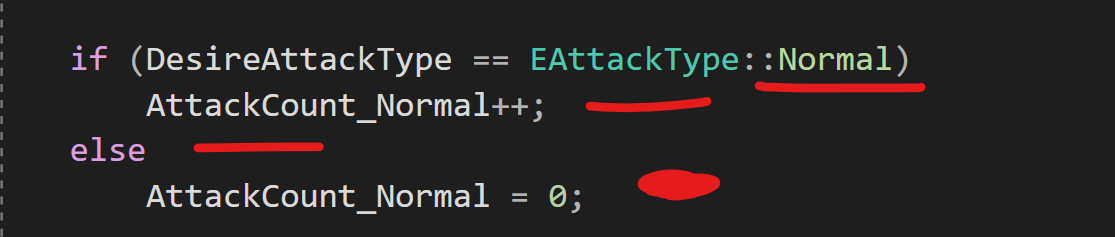 if (DesireAttackType == EAttackType::Normal)
AttackCount_Normal++;
else
AttackCount_Normal = 0;